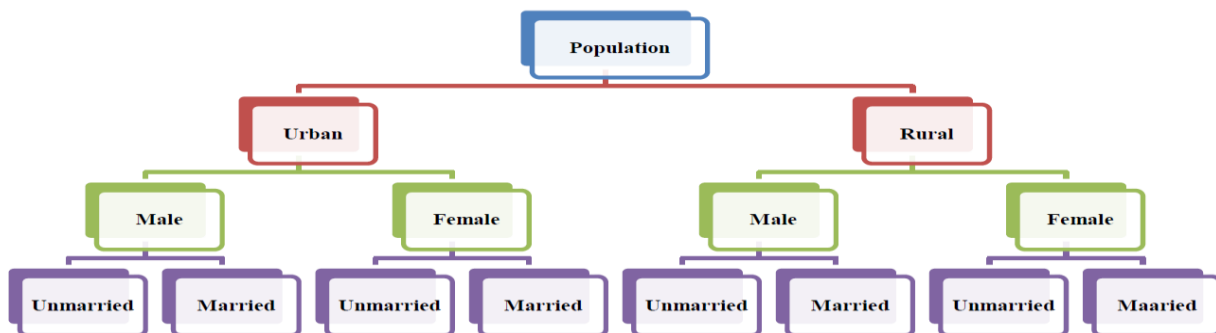 Population
Urban
Rural
Male
Female
Male
Female
Unmarried
Married
Unmarried
Married
Unmarried
Married
Unmarried
Maaried